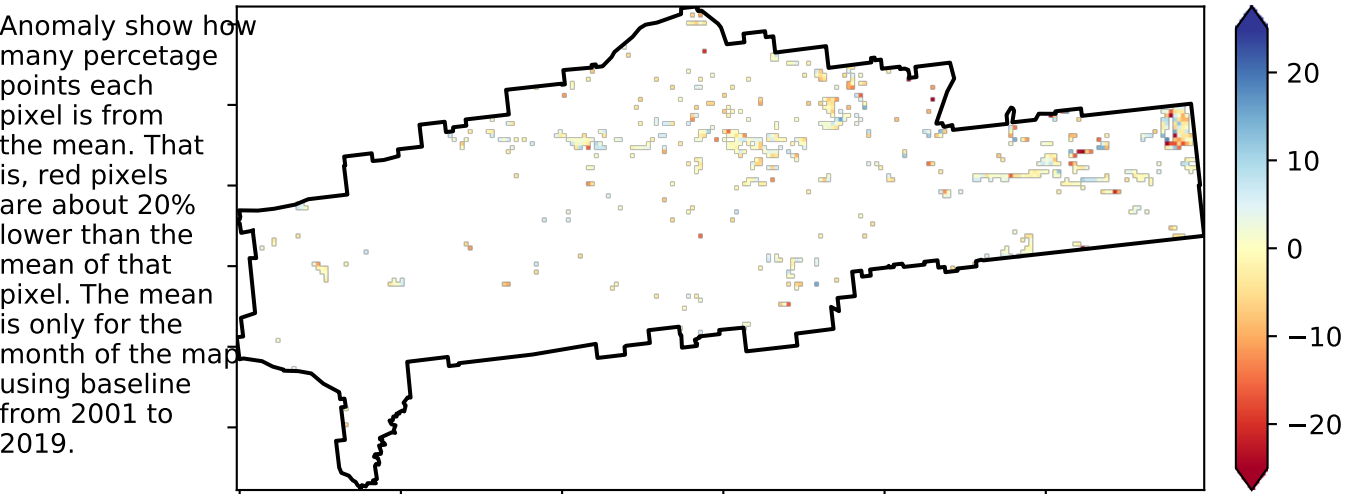 Anomaly show how
many percetage
points each
pixel is from
the mean. That
is, red pixels
are about 20%
lower than the
mean of that
pixel. The mean
is only for the
month of the map
using baseline
from 2001 to
2019.
20
10
0
−10
−20